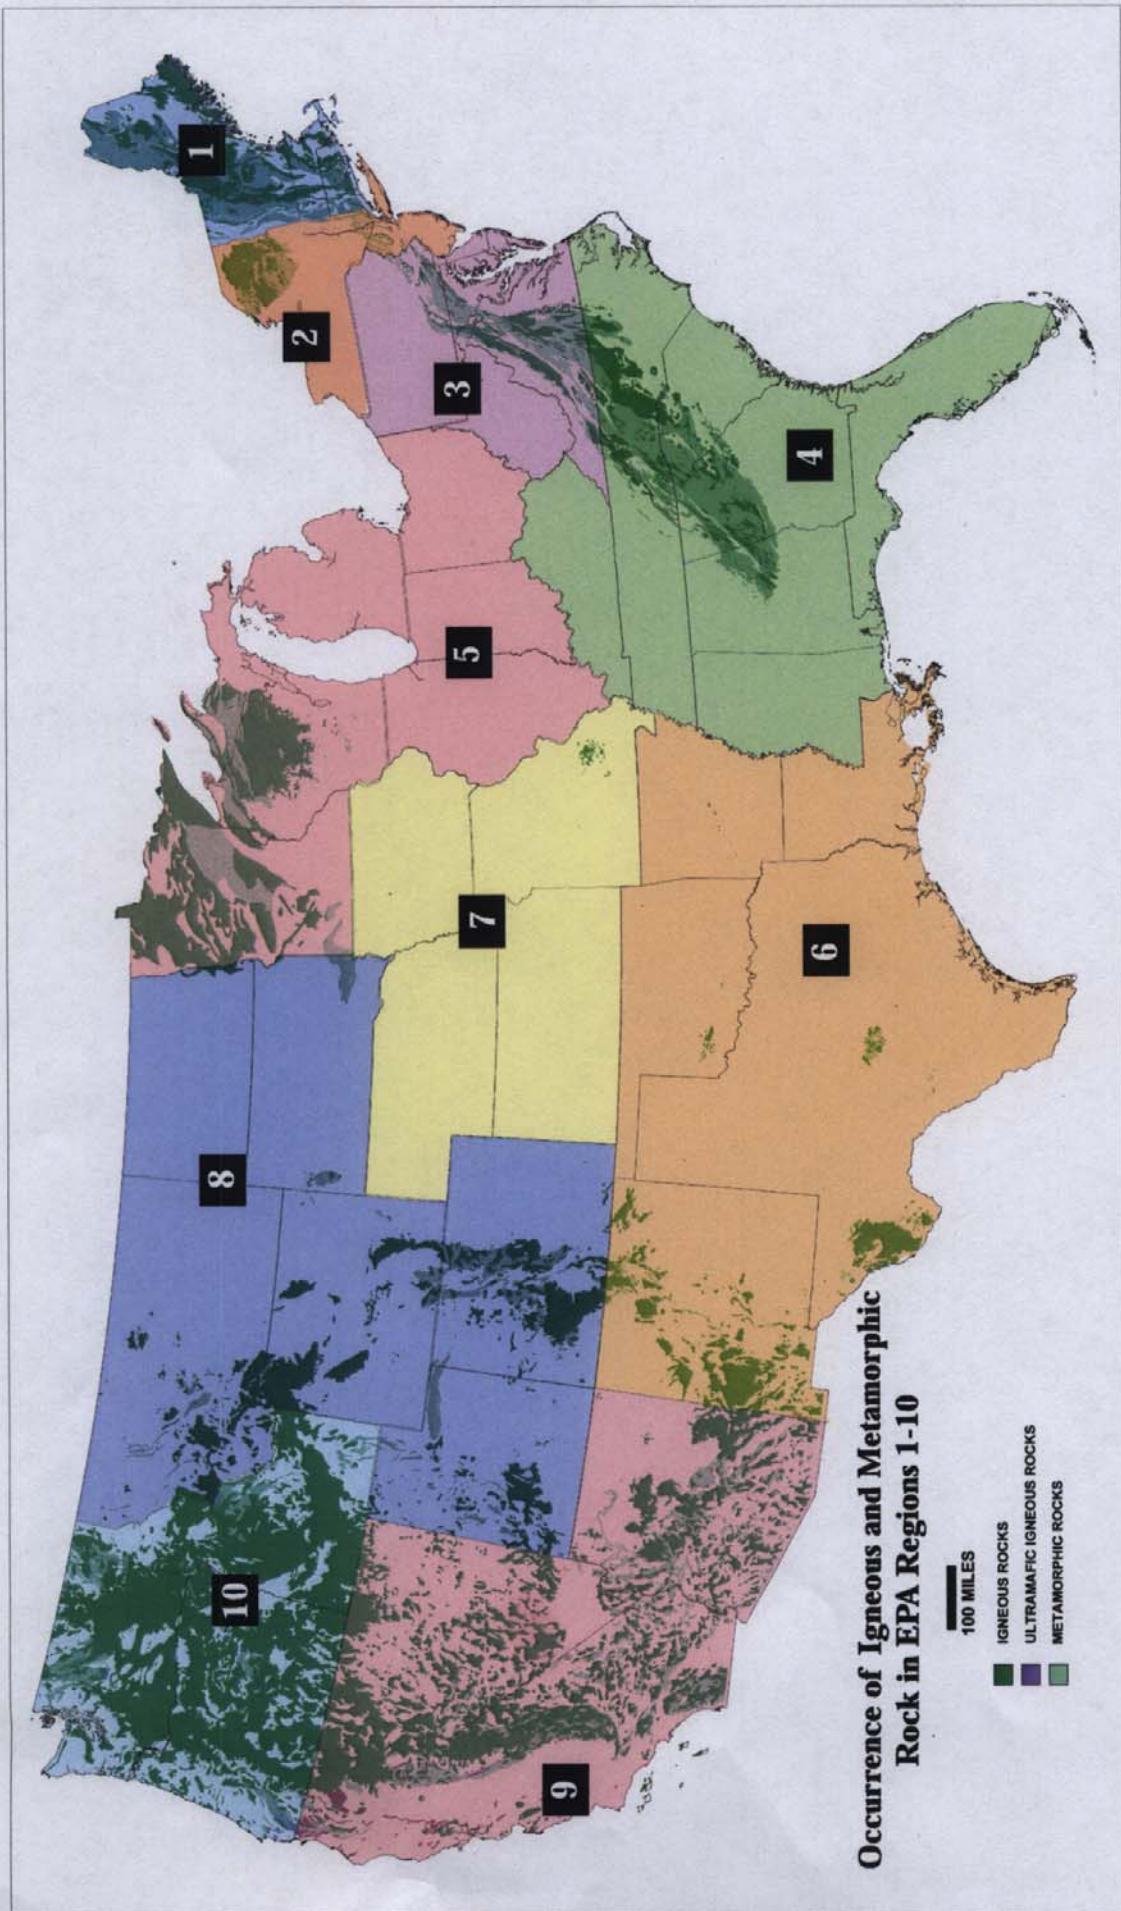 1
2
3
4
5
6
7
8
9
10
Occurrence of Igneous and Metamorphic
Rock in EPA Regions 1-10
100 MILES
IGNEOUS ROCKS
ULTRAMAFIC IGNEOUS ROCKS
METAMORPHIC ROCKS